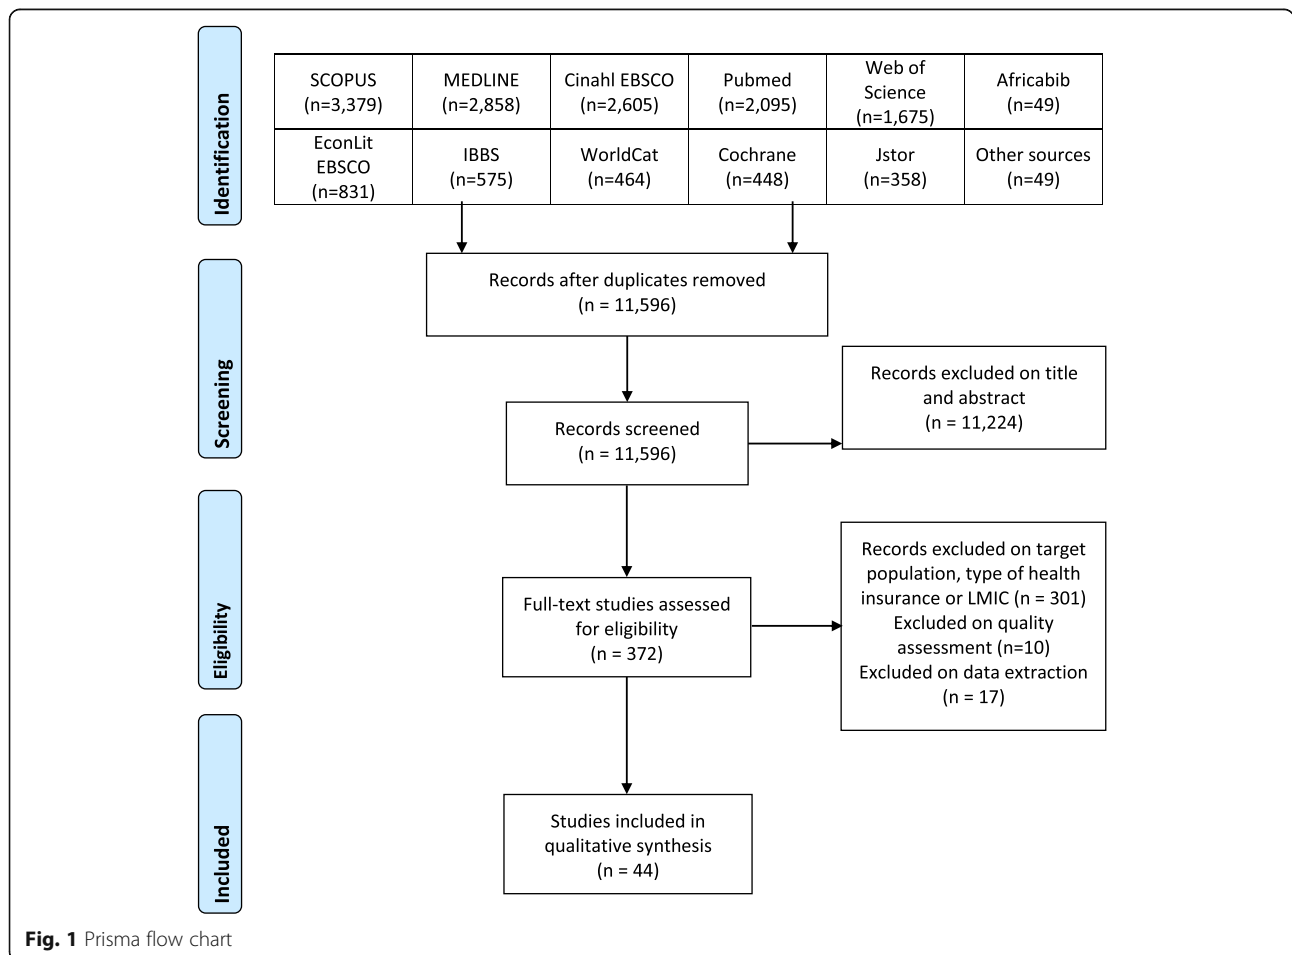 Identification
SCOPUS
(n=3,379)
MEDLINE
(n=2,858)
Cinahl EBSCO
(n=2,605)
Pubmed
(n=2,095)
Web of
Science
(n=1,675)
Africabib
(n=49)
EconLit
EBSCO
(n=831)
IBBS
(n=575)
WorldCat
(n=464)
Cochrane
(n=448)
Jstor
(n=358)
Other sources
(n=49)
Records after duplicates removed
(n = 11,596)
Screening
Records screened
(n = 11,596)
Records excluded on title
and abstract
(n = 11,224)
Eligibility
Full-text studies assessed
for eligibility
(n = 372)
Records excluded on target
population, type of health
insurance or LMIC (n = 301)
Excluded on quality
assessment (n=10)
Excluded on data extraction
(n = 17)
Included
Studies included in
qualitative synthesis
(n = 44)
Fig. 1 Prisma flow chart